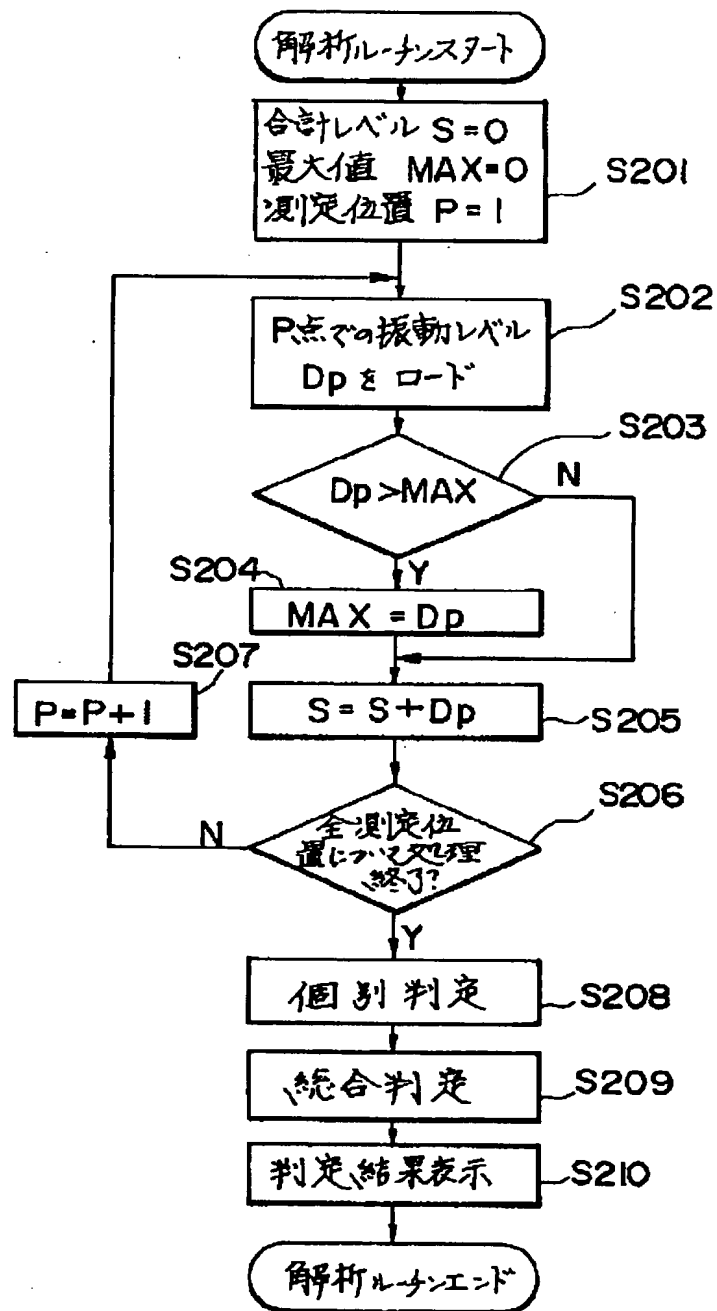 解析ルーチンスタート
合計レベル S=0
最大値 MAX=0
測定位置 P=1
S201
S202
P点での振動レベル
Dpをロード
S203
Dp>MAX
N
Y
S204
MAX=Dp
S207
P=P+1
S=S+Dp
S205
S206
全測定位
置について処理
終了?
N
Y
個別判定
S208
総合判定
S209
判定結果表示
S210
解析ルーチンエンド